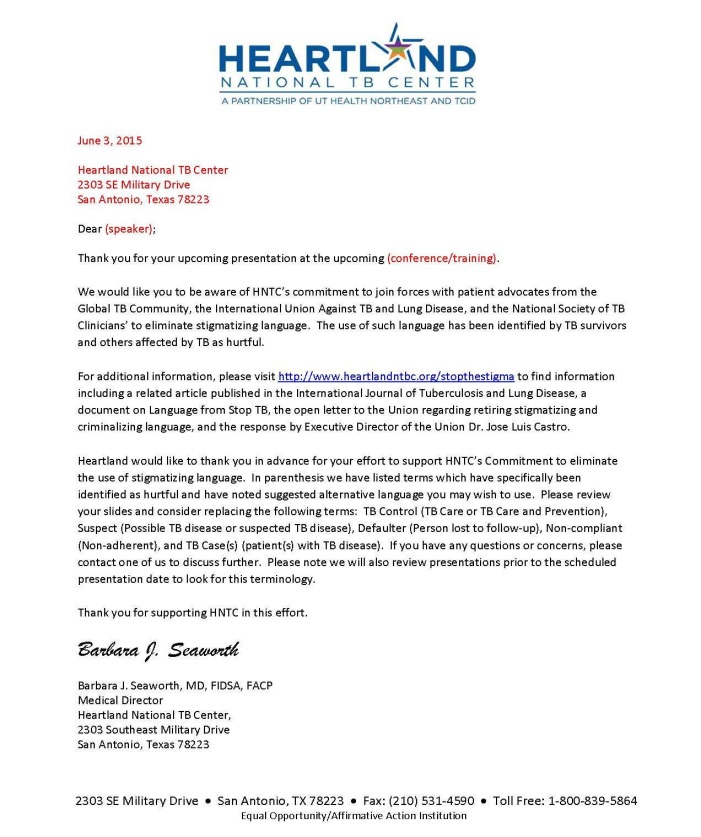 HEARTLAND
NATIONAL TB CENTER
A PARTNERSHIP OF UT HEALTH NORTHEAST AND TCID
June 3, 2015
Heartland National TB Center
2303 SE Military Drive
San Antonio, Texas 78223
Dear (speaker);
Thank you for your upcoming presentation at the upcoming (conference/training).
We would like you to be aware of HNTC's commitment to join forces with patient advocates from the
Global TB Community, the International Union Against TB and Lung Disease, and the National Society of TB
Clinicians' to eliminate stigmatizing language.  The use of such language has been identified by TB survivors
and others affected by TB as hurtful.
For additional information, please visit http://www.heartlandntbc.org/stopthestigma to find information
including a related article published in the International Journal of Tuberculosis and Lung Disease, a
document on Language from Stop TB, the open letter to the Union regarding retiring stigmatizing and
criminalizing language, and the response by Executive Director of the Union Dr. Jose Luis Castro.
Heartland would like to thank you in advance for your effort to support HNTC's Commitment to eliminate
the use of stigmatizing language.  In parenthesis we have listed terms which have specifically been
identified as hurtful and have noted suggested alternative language you may wish to use.  Please review
your slides and consider replacing the following terms:  TB Control (TB Care or TB Care and Prevention),
Suspect (Possible TB disease or suspected TB disease), Defaulter (Person lost to follow-up), Non-compliant
(Non-adherent), and TB Case(s) (patient(s) with TB disease).  If you have any questions or concerns, please
contact one of us to discuss further.  Please note we will also review presentations prior to the scheduled
presentation date to look for this terminology.
Thank you for supporting HNTC in this effort.
Barbara J. Seaworth
Barbara J. Seaworth, MD, FIDSA, FACP
Medical Director
Heartland National TB Center,
2303 Southeast Military Drive
San Antonio, Texas 78223
2303 SE Military Drive • San Antonio, TX 78223 • Fax: (210) 531-4590 • Toll Free: 1-800-839-5864
Equal Opportunity/Affirmative Action Institution